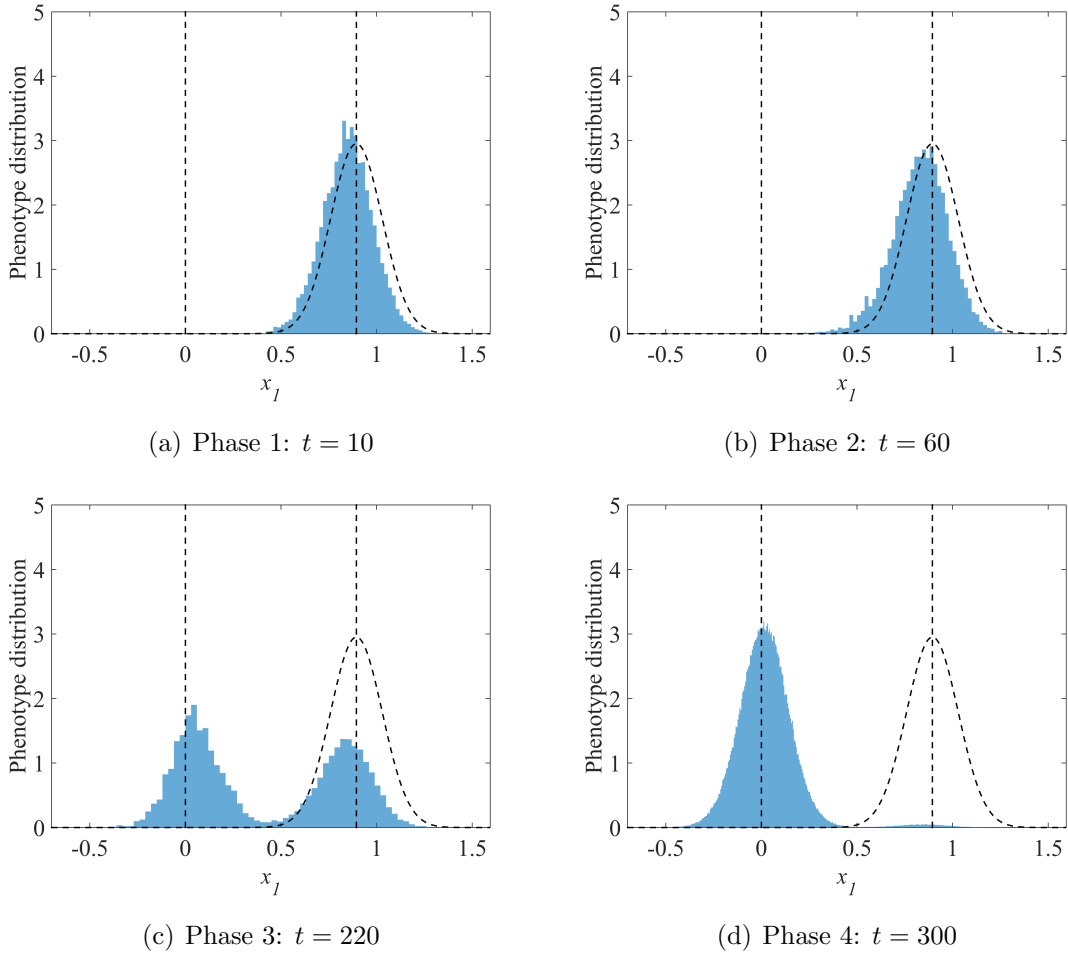 5
4
3
2
1
0
Phenotype distribution
-0.5 0 0.5 1 1.5
x_1
(a) Phase 1: t = 10
5
4
3
2
1
0
Phenotype distribution
-0.5 0 0.5 1 1.5
x_1
(b) Phase 2: t = 60
5
4
3
2
1
0
Phenotype distribution
-0.5 0 0.5 1 1.5
x_1
(c) Phase 3: t = 220
5
4
3
2
1
0
Phenotype distribution
-0.5 0 0.5 1 1.5
x_1
(d) Phase 4: t = 300